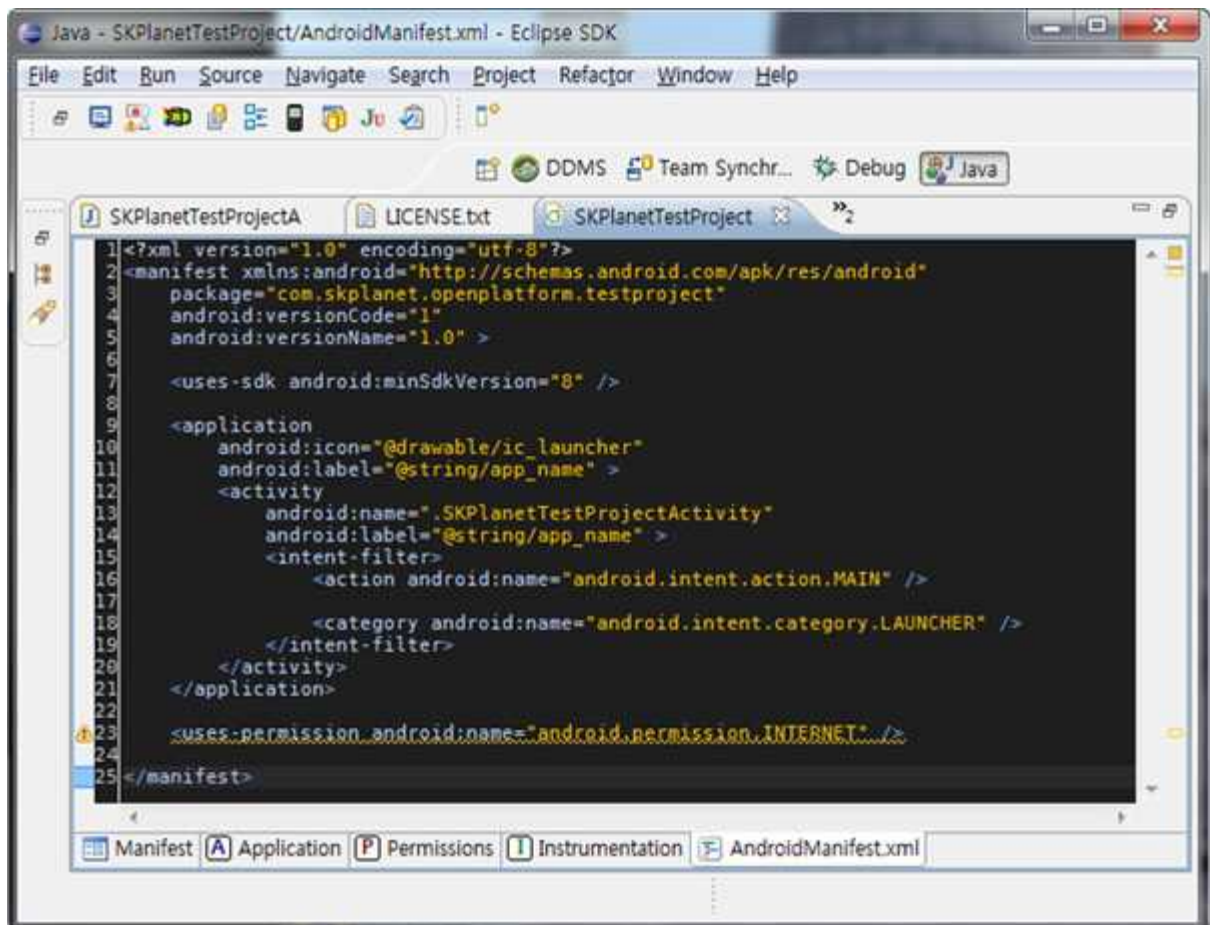 Java - SKPlanetTestProject/AndroidManifest.xml - Eclipse SDK
File Edit Run Source Navigate Search Project Refactor Window Help
Ju
DDMS Team Synchr... Debug Java
SKPlanetTestProjectA LICENSE.txt SKPlanetTestProject »2
1 <?xml version="1.0" encoding="utf-8"?>
2 <manifest xmlns:android="http://schemas.android.com/apk/res/android"
3     package="com.skplanet.openplatform.testproject"
4     android:versionCode="1"
5     android:versionName="1.0" >
6
7     <uses-sdk android:minSdkVersion="8" />
8
9     <application
10         android:icon="@drawable/ic_launcher"
11         android:label="@string/app_name" >
12         <activity
13             android:name=".SKPlanetTestProjectActivity"
14             android:label="@string/app_name" >
15             <intent-filter>
16                 <action android:name="android.intent.action.MAIN" />
17
18                 <category android:name="android.intent.category.LAUNCHER" />
19             </intent-filter>
20         </activity>
21     </application>
22
23     <uses-permission android:name="android.permission.INTERNET" />
24
25 </manifest>
Manifest A Application P Permissions I Instrumentation AndroidManifest.xml